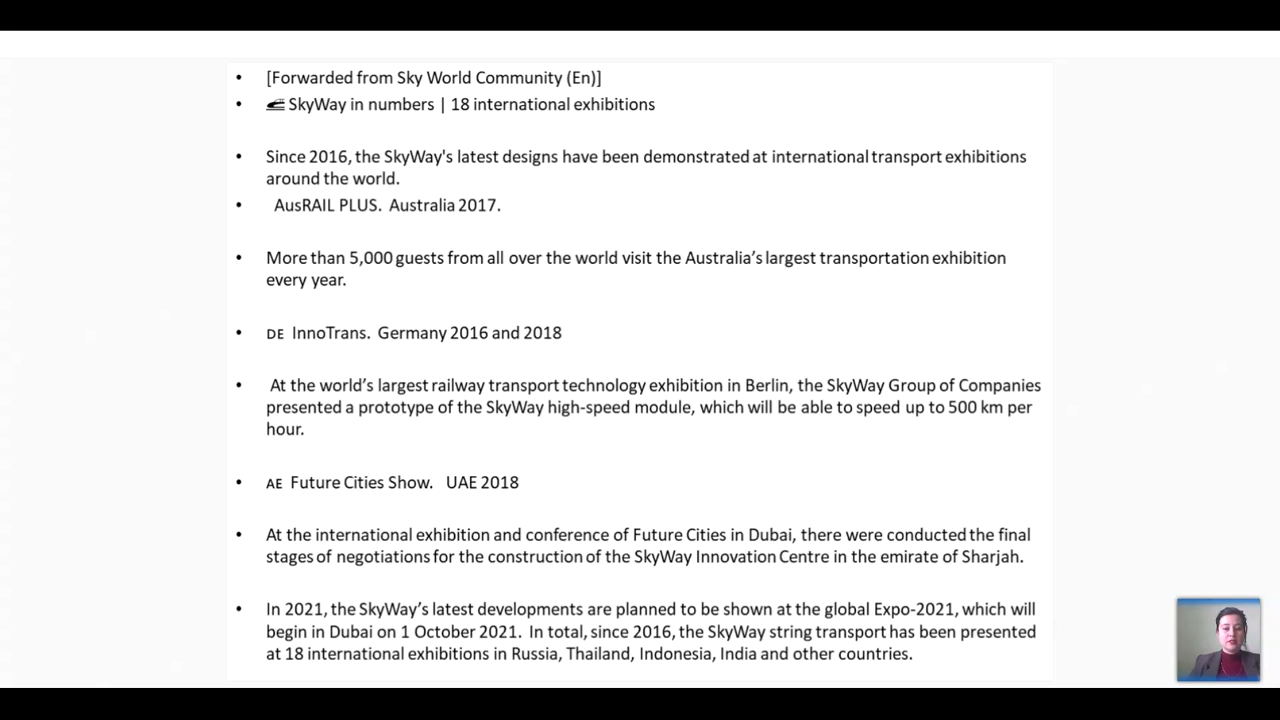 • [Forwarded from Sky World Community (En)]
• 🚄 SkyWay in numbers | 18 international exhibitions
• Since 2016, the SkyWay's latest designs have been demonstrated at international transport exhibitions
around the world.
• AusRAIL PLUS. Australia 2017.
• More than 5,000 guests from all over the world visit the Australia’s largest transportation exhibition
every year.
• DE InnoTrans. Germany 2016 and 2018
• At the world’s largest railway transport technology exhibition in Berlin, the SkyWay Group of Companies
presented a prototype of the SkyWay high-speed module, which will be able to speed up to 500 km per
hour.
• AE Future Cities Show. UAE 2018
• At the international exhibition and conference of Future Cities in Dubai, there were conducted the final
stages of negotiations for the construction of the SkyWay Innovation Centre in the emirate of Sharjah.
• In 2021, the SkyWay’s latest developments are planned to be shown at the global Expo-2021, which will
begin in Dubai on 1 October 2021. In total, since 2016, the SkyWay string transport has been presented
at 18 international exhibitions in Russia, Thailand, Indonesia, India and other countries.